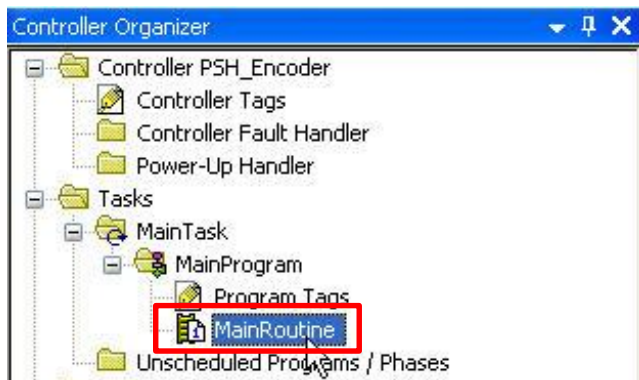 Controller Organizer
Controller PSH_Encoder
Controller Tags
Controller Fault Handler
Power-Up Handler
Tasks
MainTask
MainProgram
Program Tags
MainRoutine
Unscheduled Programs / Phases